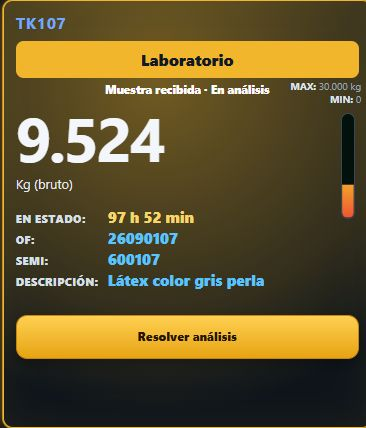 TK107
Laboratorio
Muestra recibida · En análisis
MAX: 30.000 kg
MIN: 0
9.524
Kg (bruto)
EN ESTADO: 97 h 52 min
OF: 26090107
SEMI: 600107
DESCRIPCIÓN: Látex color gris perla
Resolver análisis